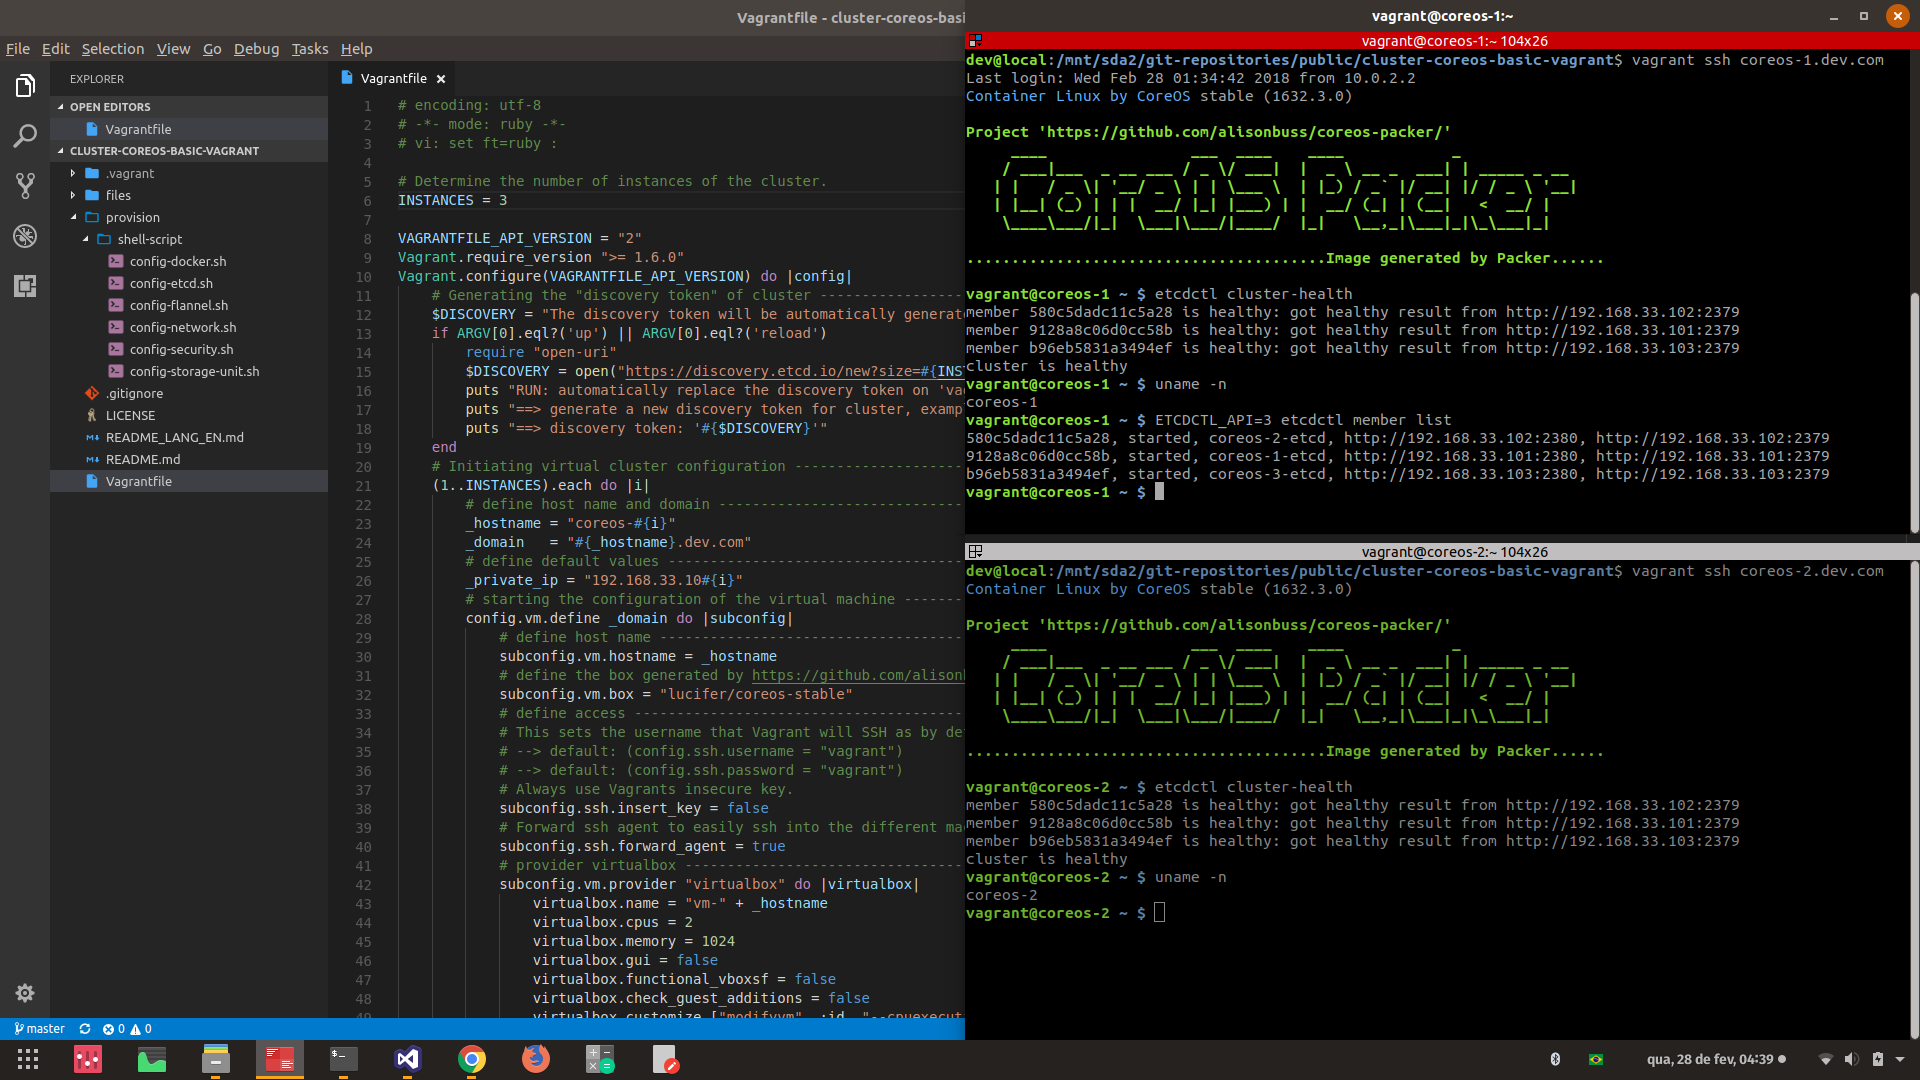 Vagrantfile - cluster-coreos-basi
File Edit Selection View Go Debug Tasks Help
EXPLORER
OPEN EDITORS
Vagrantfile
CLUSTER-COREOS-BASIC-VAGRANT
.vagrant
files
provision
shell-script
config-docker.sh
config-etcd.sh
config-flannel.sh
config-network.sh
config-security.sh
config-storage-unit.sh
.gitignore
LICENSE
README_LANG_EN.md
README.md
Vagrantfile
Vagrantfile
1 # encoding: utf-8
2 # -*- mode: ruby -*-
3 # vi: set ft=ruby :
4
5 # Determine the number of instances of the cluster.
6 INSTANCES = 3
7
8 VAGRANTFILE_API_VERSION = "2"
9 Vagrant.require_version ">= 1.6.0"
10 Vagrant.configure(VAGRANTFILE_API_VERSION) do |config|
11 # Generating the "discovery token" of cluster -----------------
12 $DISCOVERY = "The discovery token will be automatically generat
13 if ARGV[0].eql?('up') || ARGV[0].eql?('reload')
14 require "open-uri"
15 $DISCOVERY = open("https://discovery.etcd.io/new?size=#{INS
16 puts "RUN: automatically replace the discovery token on 'va
17 puts "==> generate a new discovery token for cluster, examp
18 puts "==> discovery token: '#{$DISCOVERY}'"
19 end
20 # Initiating virtual cluster configuration --------------------
21 (1..INSTANCES).each do |i|
22 # define host name and domain -----------------------------
23 _hostname = "coreos-#{i}"
24 _domain = "#{_hostname}.dev.com"
25 # define default values -----------------------------------
26 _private_ip = "192.168.33.10#{i}"
27 # starting the configuration of the virtual machine -------
28 config.vm.define _domain do |subconfig|
29 # define host name ------------------------------------
30 subconfig.vm.hostname = _hostname
31 # define the box generated by https://github.com/alison
32 subconfig.vm.box = "lucifer/coreos-stable"
33 # define access ---------------------------------------
34 # This sets the username that Vagrant will SSH as by de
35 # --> default: (config.ssh.username = "vagrant")
36 # --> default: (config.ssh.password = "vagrant")
37 # Always use Vagrants insecure key.
38 subconfig.ssh.insert_key = false
39 # Forward ssh agent to easily ssh into the different ma
40 subconfig.ssh.forward_agent = true
41 # provider virtualbox ---------------------------------
42 subconfig.vm.provider "virtualbox" do |virtualbox|
43 virtualbox.name = "vm-" + _hostname
44 virtualbox.cpus = 2
45 virtualbox.memory = 1024
46 virtualbox.gui = false
47 virtualbox.functional_vboxsf = false
48 virtualbox.check_guest_additions = false
49 virtualbox.customize ["modifyvm", :id, "--cpuexecut
master 0 0
vagrant@coreos-1:~
vagrant@coreos-1:~ 104x26
dev@local:/mnt/sda2/git-repositories/public/cluster-coreos-basic-vagrant$ vagrant ssh coreos-1.dev.com
Last login: Wed Feb 28 01:34:42 2018 from 10.0.2.2
Container Linux by CoreOS stable (1632.3.0)
Project 'https://github.com/alisonbuss/coreos-packer/'
CoreOS Packer
........................................Image generated by Packer......
vagrant@coreos-1 ~ $ etcdctl cluster-health
member 580c5dadc11c5a28 is healthy: got healthy result from http://192.168.33.102:2379
member 9128a8c06d0cc58b is healthy: got healthy result from http://192.168.33.101:2379
member b96eb5831a3494ef is healthy: got healthy result from http://192.168.33.103:2379
cluster is healthy
vagrant@coreos-1 ~ $ uname -n
coreos-1
vagrant@coreos-1 ~ $ ETCDCTL_API=3 etcdctl member list
580c5dadc11c5a28, started, coreos-2-etcd, http://192.168.33.102:2380, http://192.168.33.102:2379
9128a8c06d0cc58b, started, coreos-1-etcd, http://192.168.33.101:2380, http://192.168.33.101:2379
b96eb5831a3494ef, started, coreos-3-etcd, http://192.168.33.103:2380, http://192.168.33.103:2379
vagrant@coreos-1 ~ $
vagrant@coreos-2:~ 104x26
dev@local:/mnt/sda2/git-repositories/public/cluster-coreos-basic-vagrant$ vagrant ssh coreos-2.dev.com
Container Linux by CoreOS stable (1632.3.0)
Project 'https://github.com/alisonbuss/coreos-packer/'
CoreOS Packer
........................................Image generated by Packer......
vagrant@coreos-2 ~ $ etcdctl cluster-health
member 580c5dadc11c5a28 is healthy: got healthy result from http://192.168.33.102:2379
member 9128a8c06d0cc58b is healthy: got healthy result from http://192.168.33.101:2379
member b96eb5831a3494ef is healthy: got healthy result from http://192.168.33.103:2379
cluster is healthy
vagrant@coreos-2 ~ $ uname -n
coreos-2
vagrant@coreos-2 ~ $
qua, 28 de fev, 04:39